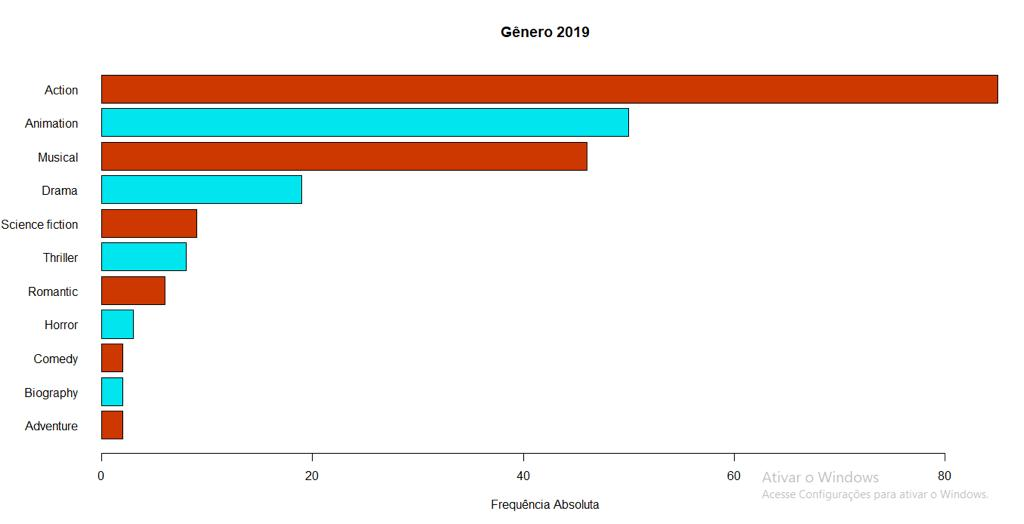 Gênero 2019
Action
Animation
Musical
Drama
Science fiction
Thriller
Romantic
Horror
Comedy
Biography
Adventure
0 20 40 60 80
Frequência Absoluta
Ativar o Windows
Acesse Configurações para ativar o Windows.